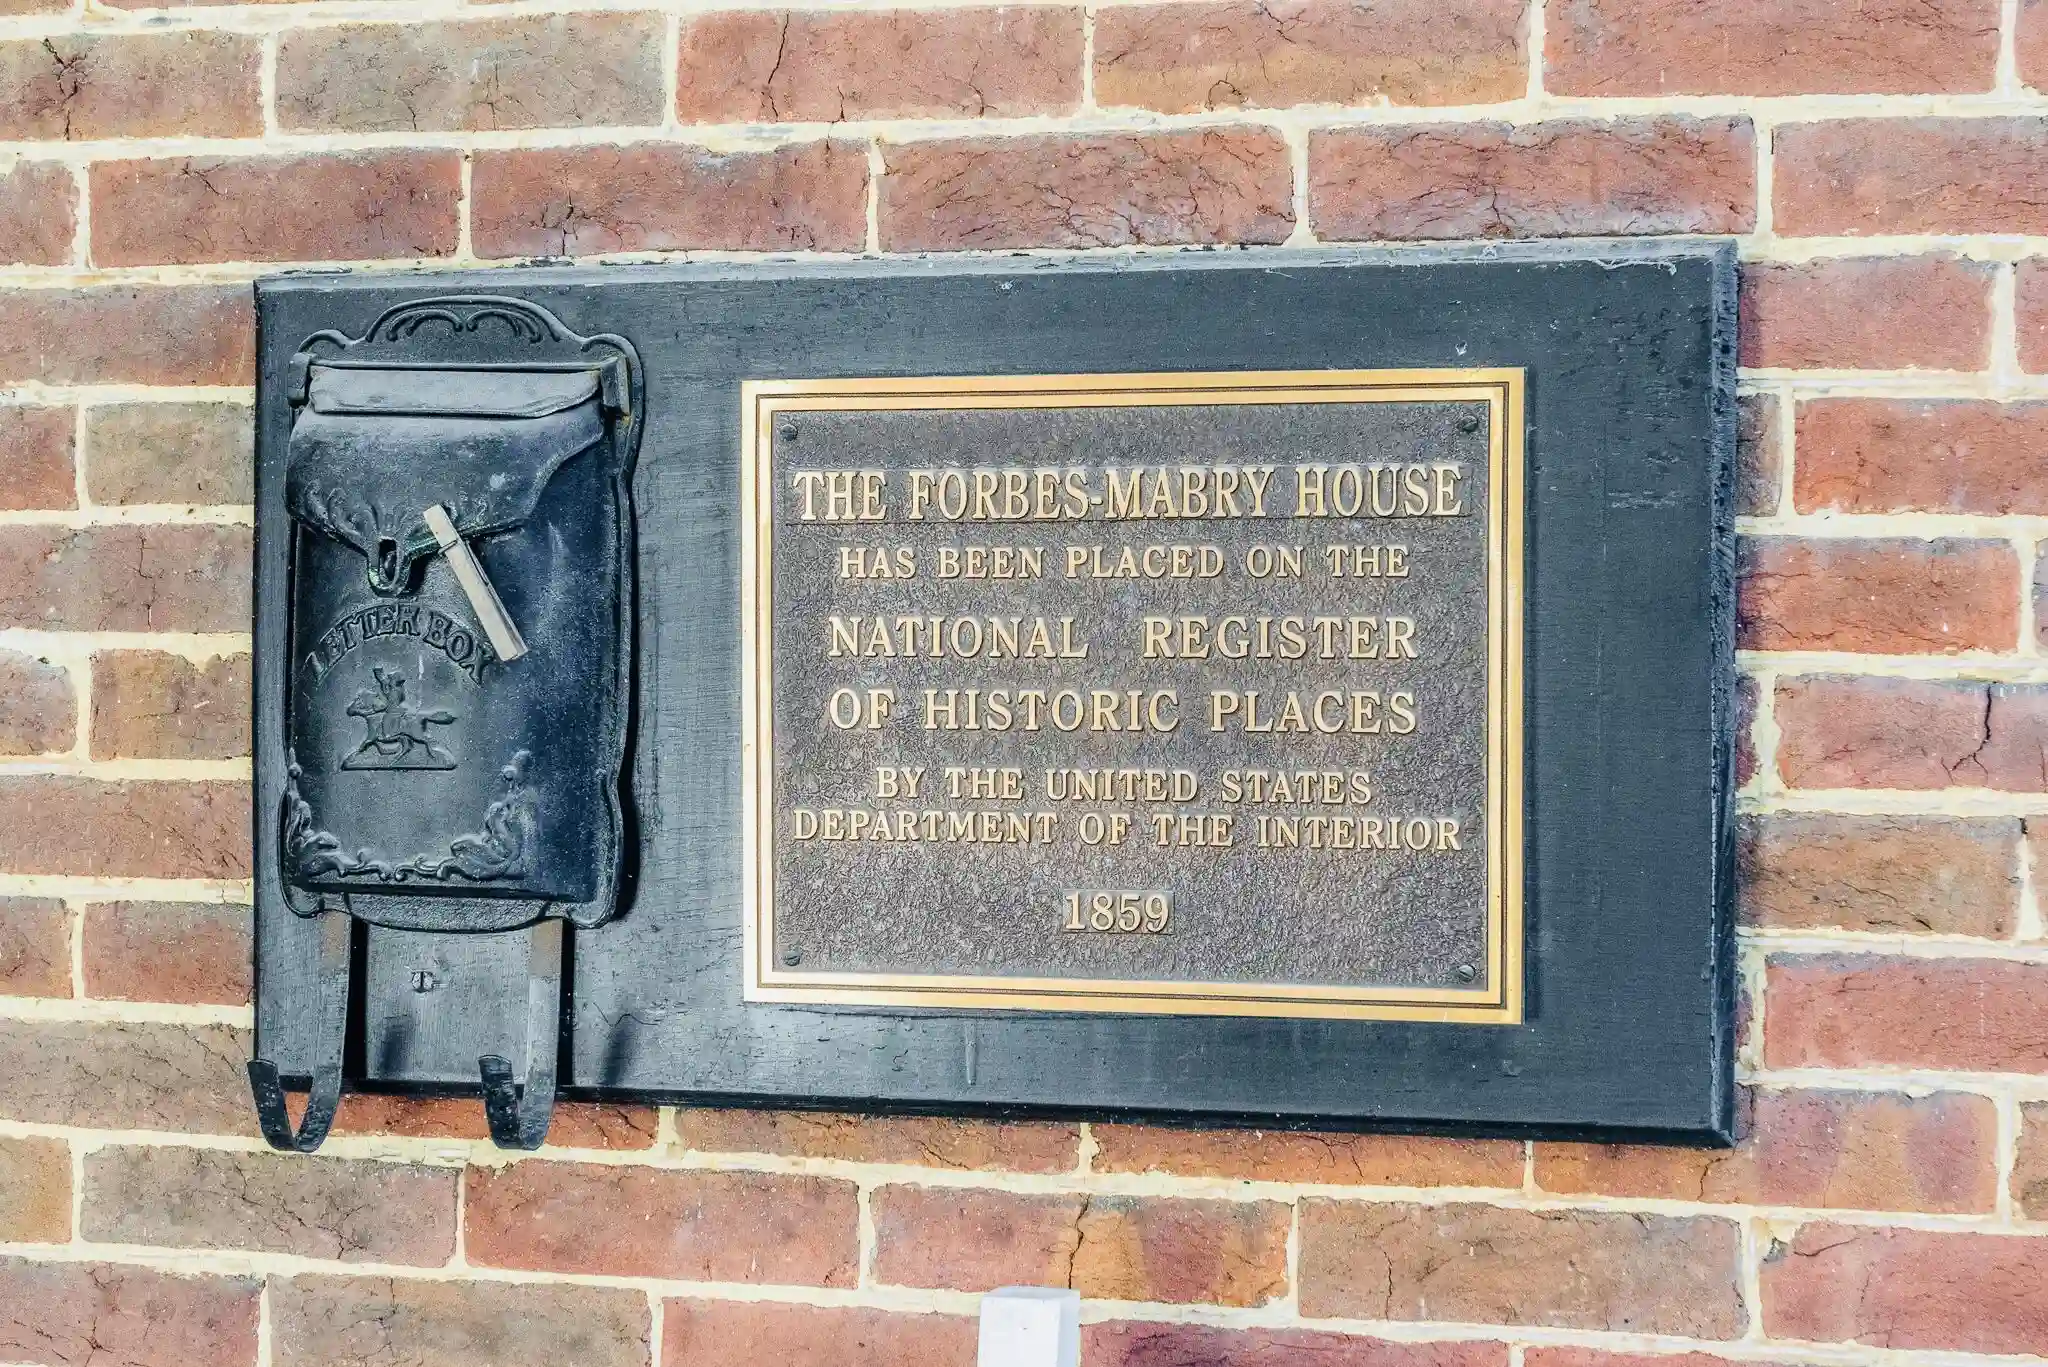 LETTER BOX
THE FORBES-MABRY HOUSE
HAS BEEN PLACED ON THE
NATIONAL REGISTER
OF HISTORIC PLACES
BY THE UNITED STATES
DEPARTMENT OF THE INTERIOR
1859